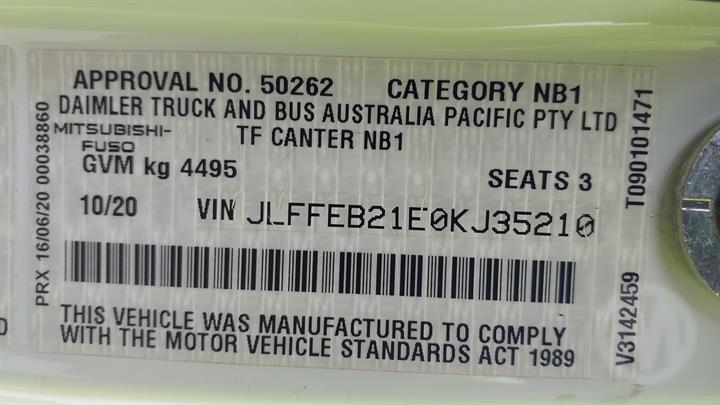 APPROVAL NO. 50262 CATEGORY NB1
DAIMLER TRUCK AND BUS AUSTRALIA PACIFIC PTY LTD
MITSUBISHI-
FUSO
TF CANTER NB1
GVM kg 4495 SEATS 3
10/20 VIN JLFFEB21E0KJ35210
THIS VEHICLE WAS MANUFACTURED TO COMPLY
WITH THE MOTOR VEHICLE STANDARDS ACT 1989
PRX 16/06/20 00038860
V3142459 T090101471